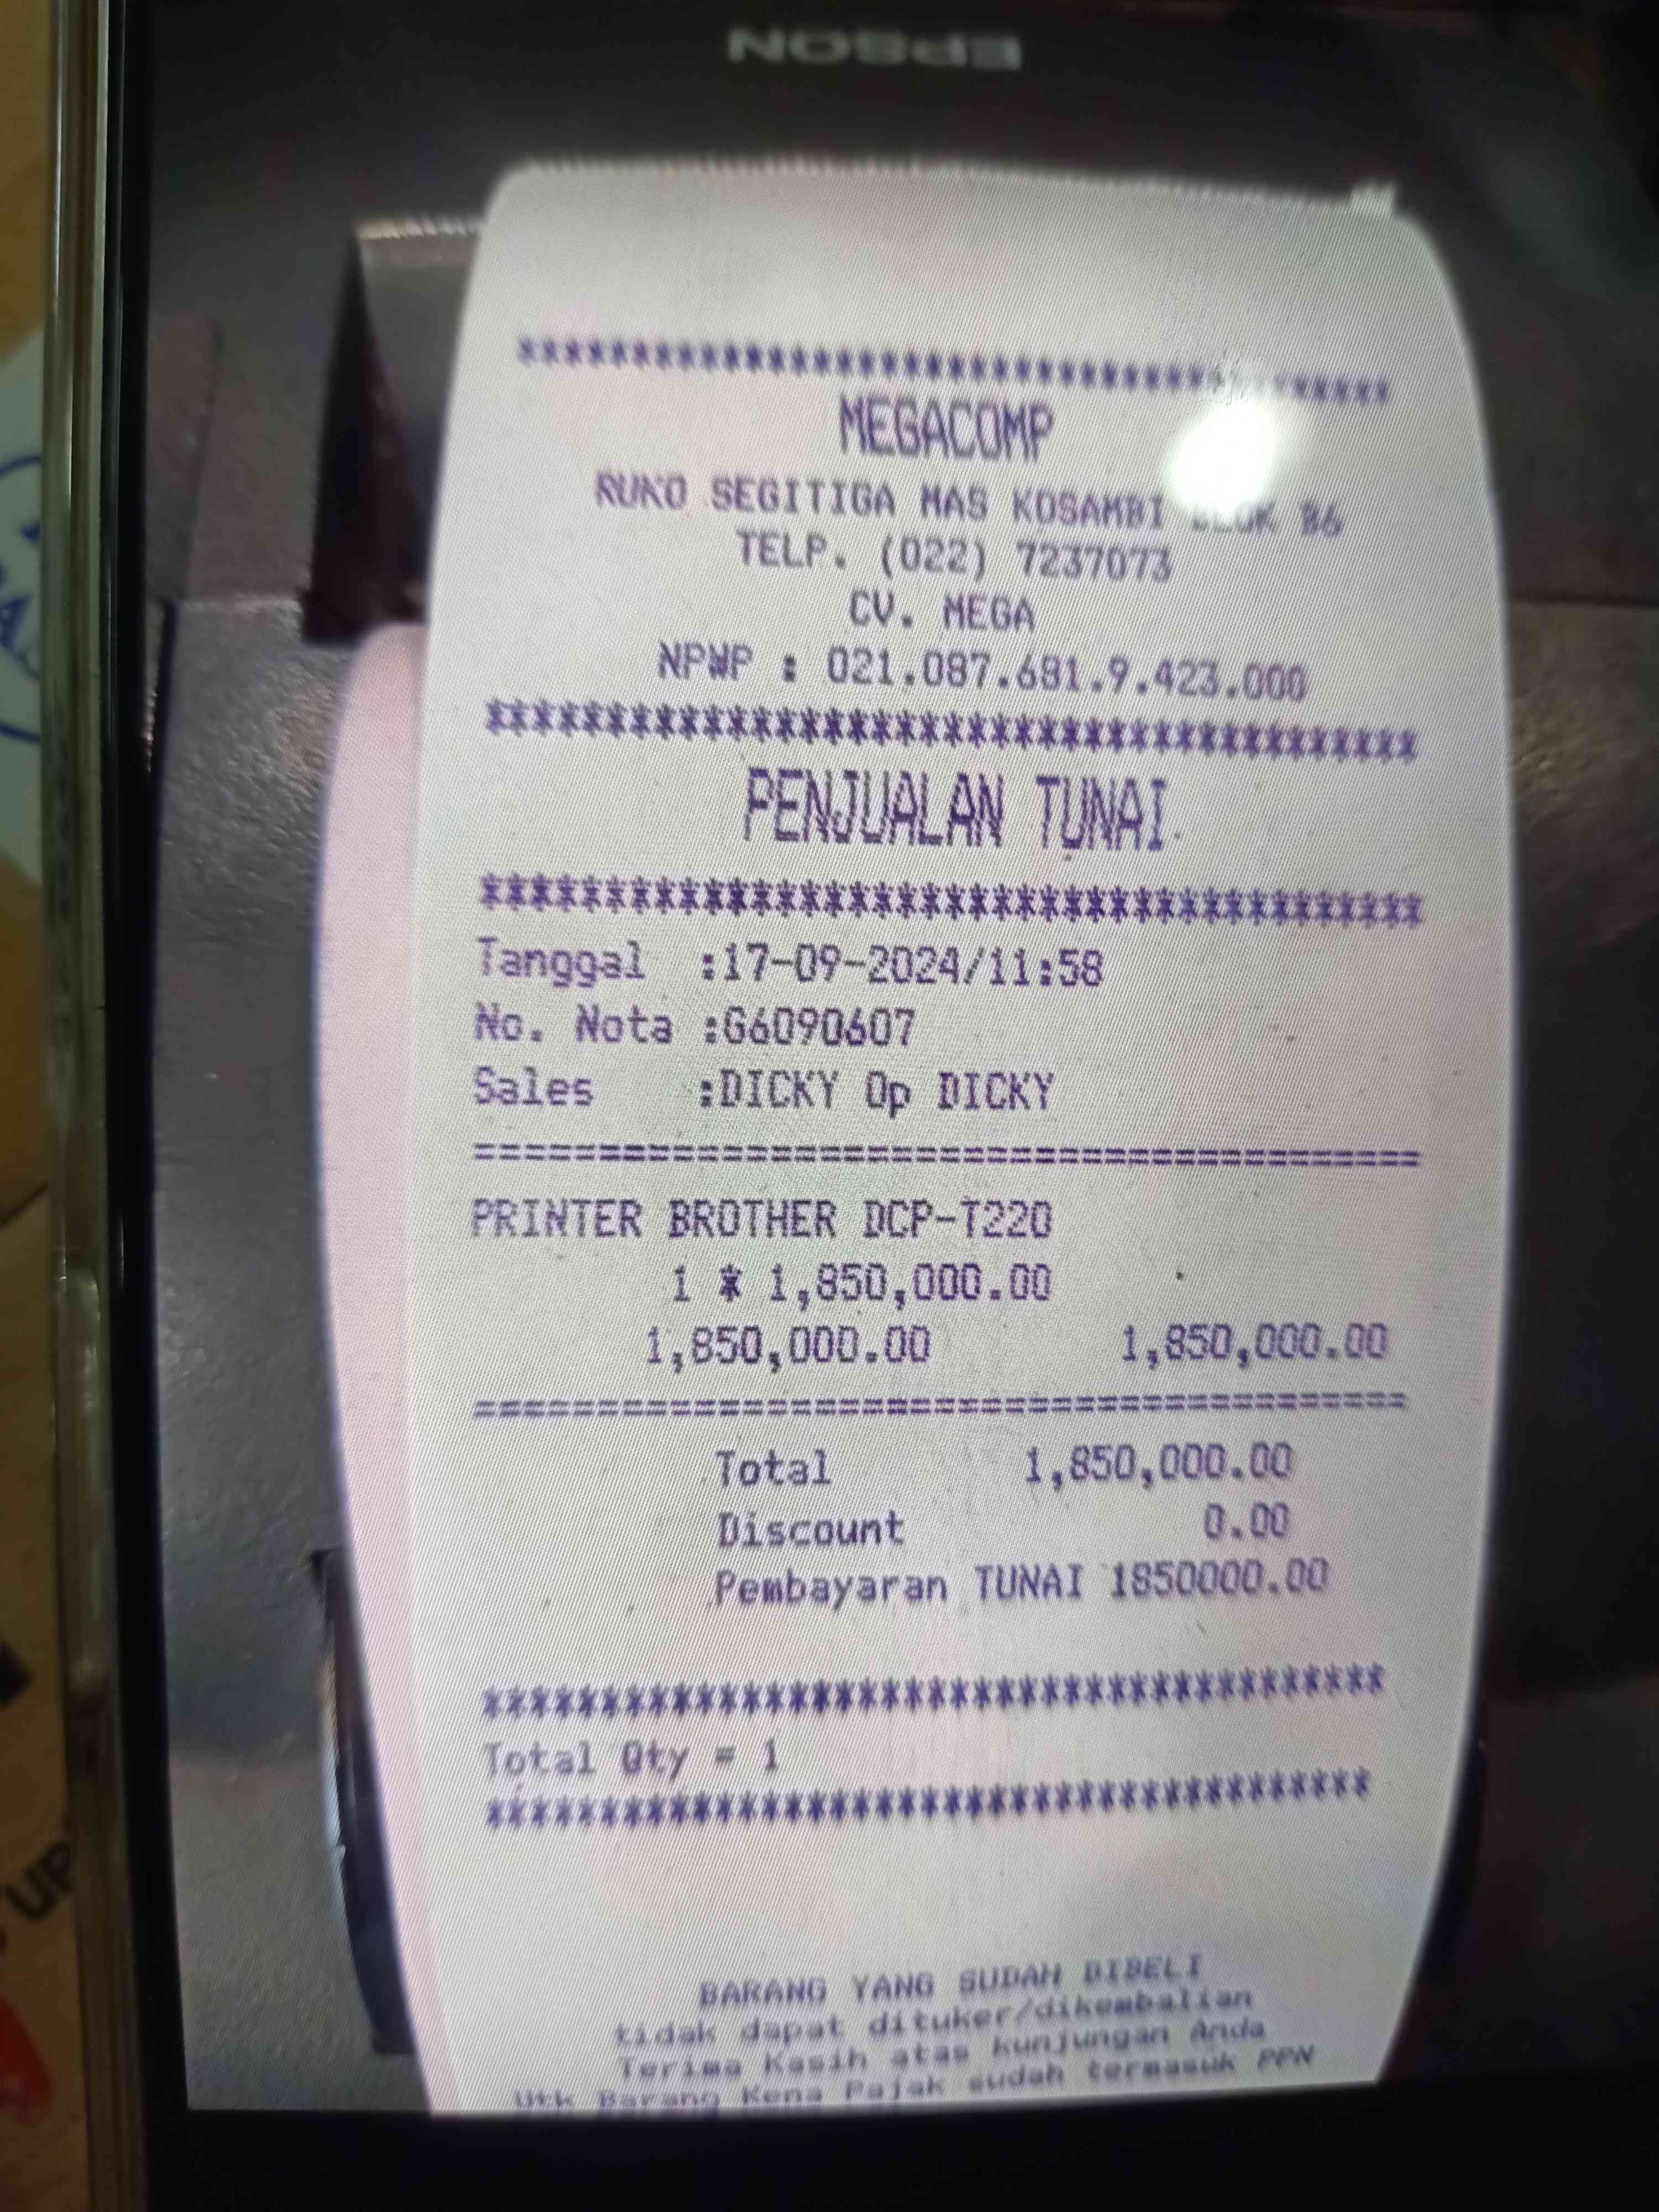 EPSON
****************************************
MEGACOMP
RUKO SEGITIGA MAS KOSAMBI BLOK B6
TELP. (022) 7237073
CV. MEGA
NPWP : 021.087.681.9.423.000
****************************************
PENJUALAN TUNAI
****************************************
Tanggal :17-09-2024/11:58
No. Nota :G6090607
Sales :DICKY Op DICKY
========================================
PRINTER BROTHER DCP-T220
1 * 1,850,000.00
1,850,000.00 1,850,000.00
========================================
Total 1,850,000.00
Discount 0.00
Pembayaran TUNAI 1850000.00
****************************************
Total Qty = 1
****************************************
BARANG YANG SUDAH DIBELI
tidak dapat dituker/dikembalian
Terima Kasih atas kunjungan Anda
Utk Barang Kena Pajak sudah termasuk PPN